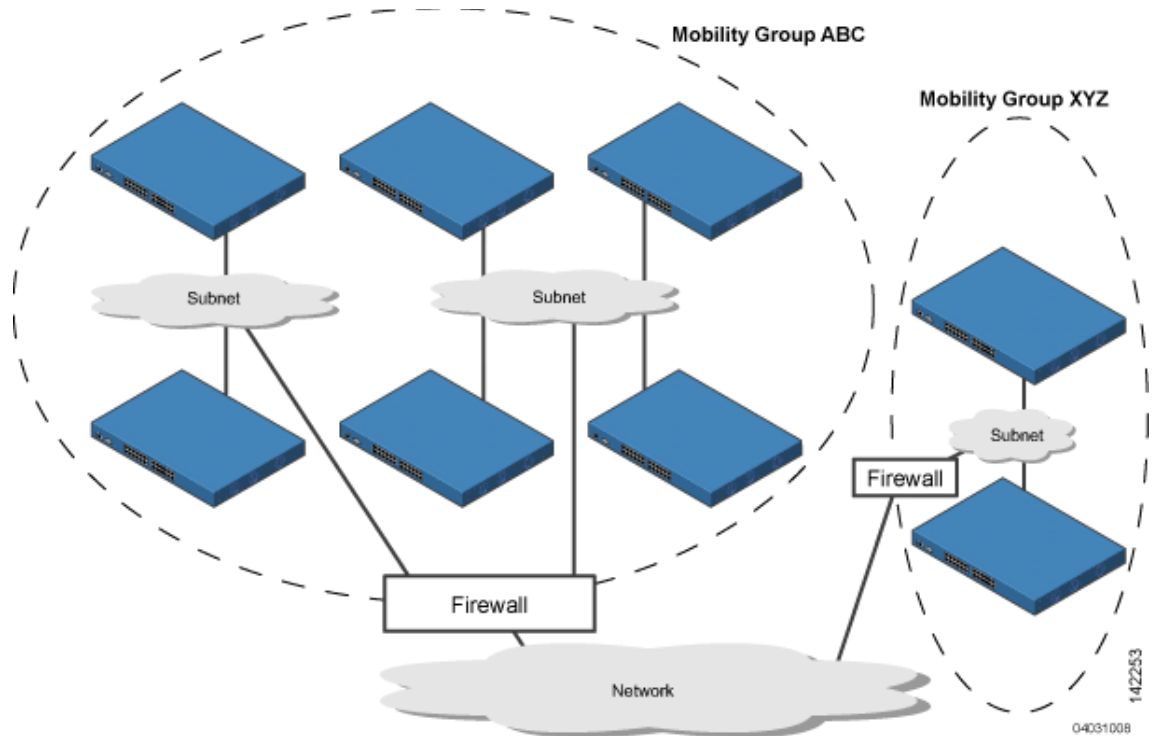 Mobility Group ABC
Mobility Group XYZ
Subnet
Subnet
Subnet
Firewall
Firewall
Network
142253
04031008